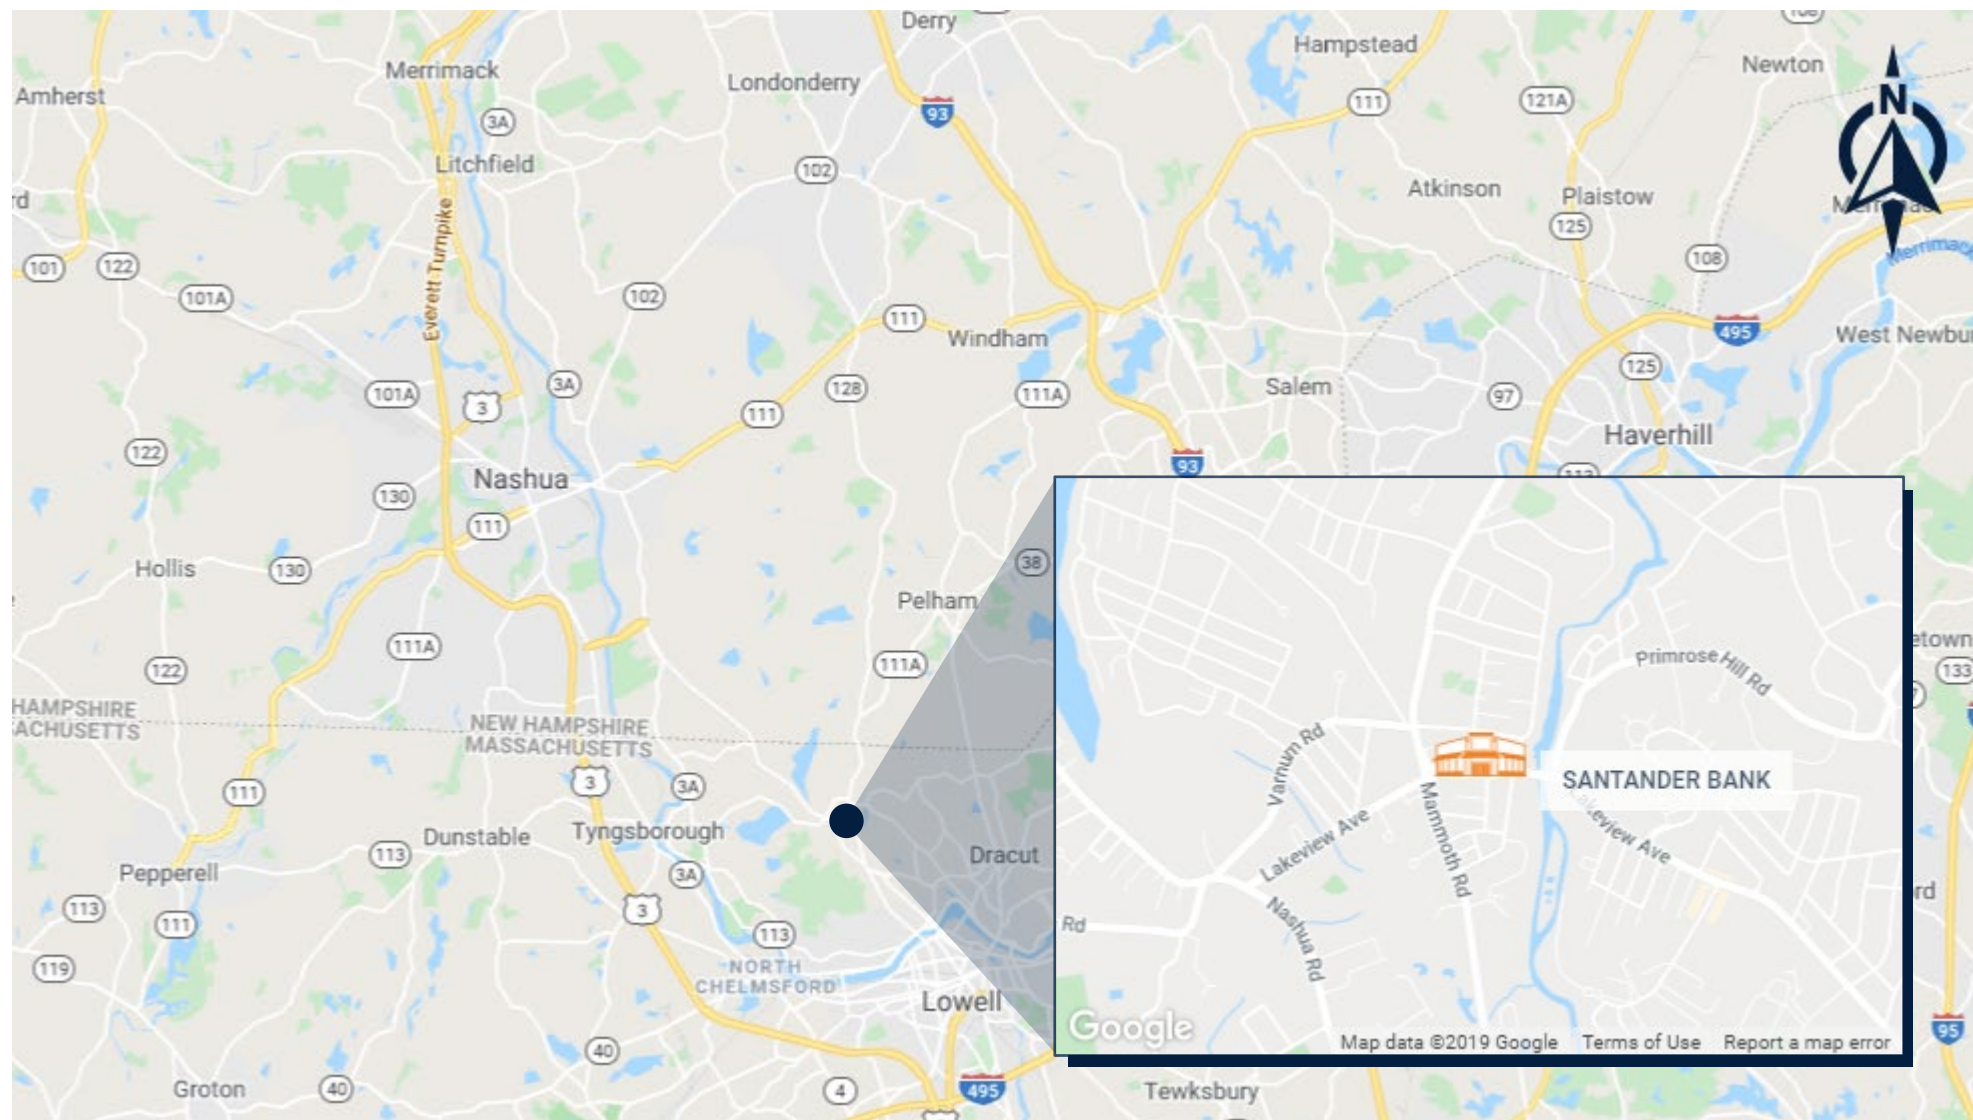 Derry
Hampstead
Newton
Merrimack
Londonderry
Amherst
111
121A
93
N
3A
Litchfield
102
Atkinson
Plaistow
rd
125
Everett Turnpike
101
122
108
101A
102
111
Windham
495
West Newbu
125
3A
128
Salem
101A
3
111A
97
111
Haverhill
122
93
Nashua
130
111
Hollis
130
38
Pelham
111A
111A
etown
122
133
HAMPSHIRE
ACHUSETTS
NEW HAMPSHIRE
MASSACHUSETTS
3
3A
111
Dunstable
Tyngsborough
113
Dracut
Pepperell
3A
113
3
111
113
rd
119
NORTH
CHELMSFORD
Lowell
95
40
Groton
40
4
495
Tewksbury
Primrose Hill Rd
Varnum Rd
SANTANDER BANK
Lakeview Ave
Mammoth Rd
Lakeview Ave
Nashua Rd
Rd
Google
Map data ©2019 Google Terms of Use Report a map error